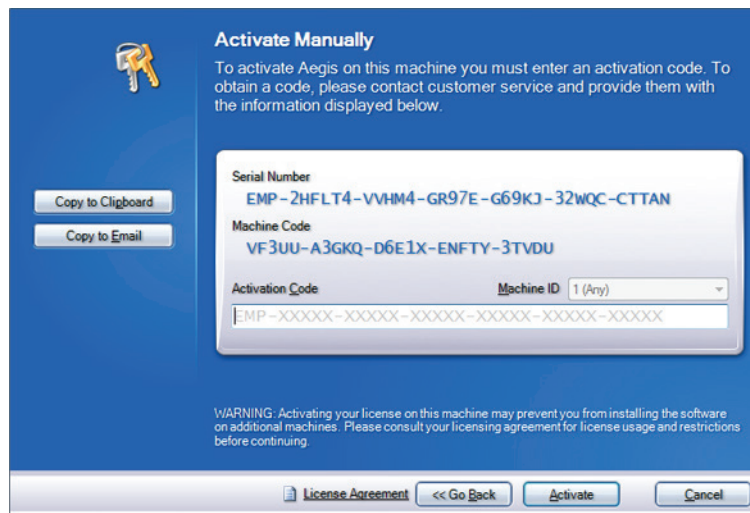 Activate Manually
To activate Aegis on this machine you must enter an activation code. To
obtain a code, please contact customer service and provide them with
the information displayed below.
Copy to Clipboard
Copy to Email
Serial Number
EMP-2HFLT4-VVHM4-GR97E-G69KJ-32WQC-CTTAN
Machine Code
VF3UU-A3GKQ-D6E1X-ENFTY-3TVDU
Activation Code
Machine ID
1 (Any)
EMP-XXXXX-XXXXX-XXXXX-XXXXX-XXXXX-XXXXX
WARNING: Activating your license on this machine may prevent you from installing the software
on additional machines. Please consult your licensing agreement for license usage and restrictions
before continuing.
License Agreement
<< Go Back
Activate
Cancel